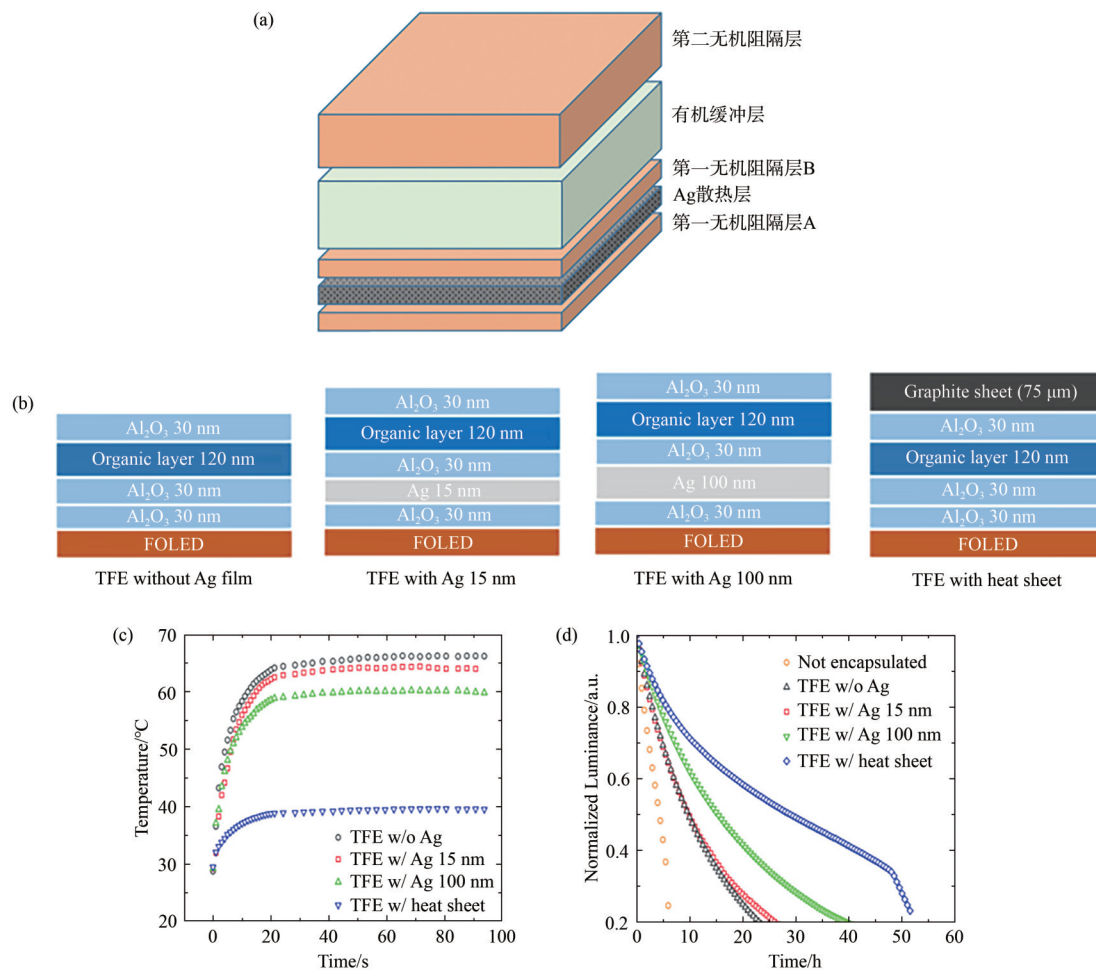 (a)
第二无机阻隔层
有机缓冲层
第一无机阻隔层B
Ag散热层
第一无机阻隔层A
(b)
Al₂O₃ 30 nm
Organic layer 120 nm
Al₂O₃ 30 nm
Al₂O₃ 30 nm
FOLED
TFE without Ag film
Al₂O₃ 30 nm
Organic layer 120 nm
Al₂O₃ 30 nm
Ag 15 nm
Al₂O₃ 30 nm
FOLED
TFE with Ag 15 nm
Al₂O₃ 30 nm
Organic layer 120 nm
Al₂O₃ 30 nm
Ag 100 nm
Al₂O₃ 30 nm
FOLED
TFE with Ag 100 nm
Graphite sheet (75 μm)
Al₂O₃ 30 nm
Organic layer 120 nm
Al₂O₃ 30 nm
Al₂O₃ 30 nm
FOLED
TFE with heat sheet
(c)
70
60
50
40
30
20
Temperature/°C
TFE w/o Ag
TFE w/ Ag 15 nm
TFE w/ Ag 100 nm
TFE w/ heat sheet
0 20 40 60 80 100
Time/s
(d)
1.0
0.8
0.6
0.4
0.2
Normalized Luminance/a.u.
Not encapsulated
TFE w/o Ag
TFE w/ Ag 15 nm
TFE w/ Ag 100 nm
TFE w/ heat sheet
0 10 20 30 40 50 60
Time/h